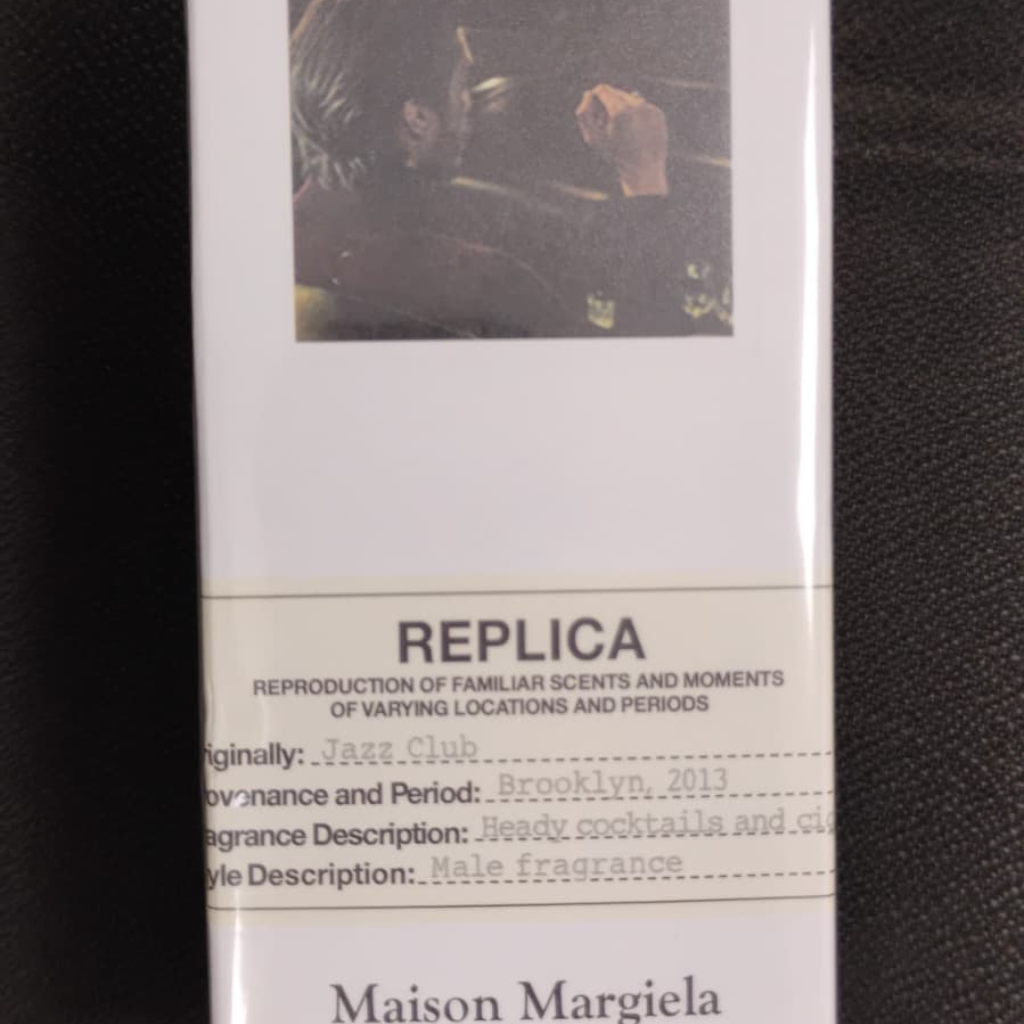 REPLICA
REPRODUCTION OF FAMILIAR SCENTS AND MOMENTS
OF VARYING LOCATIONS AND PERIODS
iginally: Jazz Club
ovenance and Period: Brooklyn, 2013
agrance Description: Heady cocktails and cig
yle Description: Male fragrance
Maison Margiela